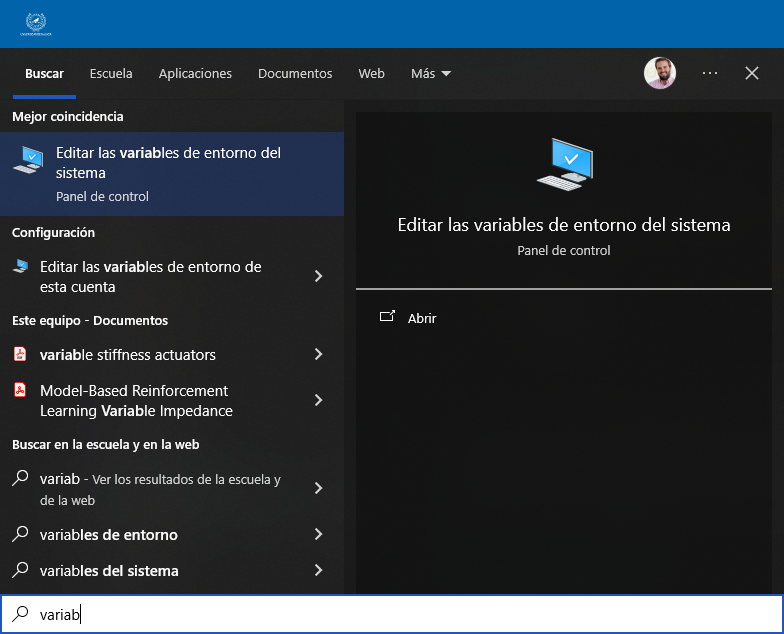 Buscar
Escuela
Aplicaciones
Documentos
Web
Más
Mejor coincidencia
Editar las variables de entorno del
sistema
Panel de control
Configuración
Editar las variables de entorno de
esta cuenta
Este equipo - Documentos
variable stiffness actuators
Model-Based Reinforcement
Learning Variable Impedance
Buscar en la escuela y en la web
variab - Ver los resultados de la escuela y
de la web
variables de entorno
variables del sistema
Editar las variables de entorno del sistema
Panel de control
Abrir
variab